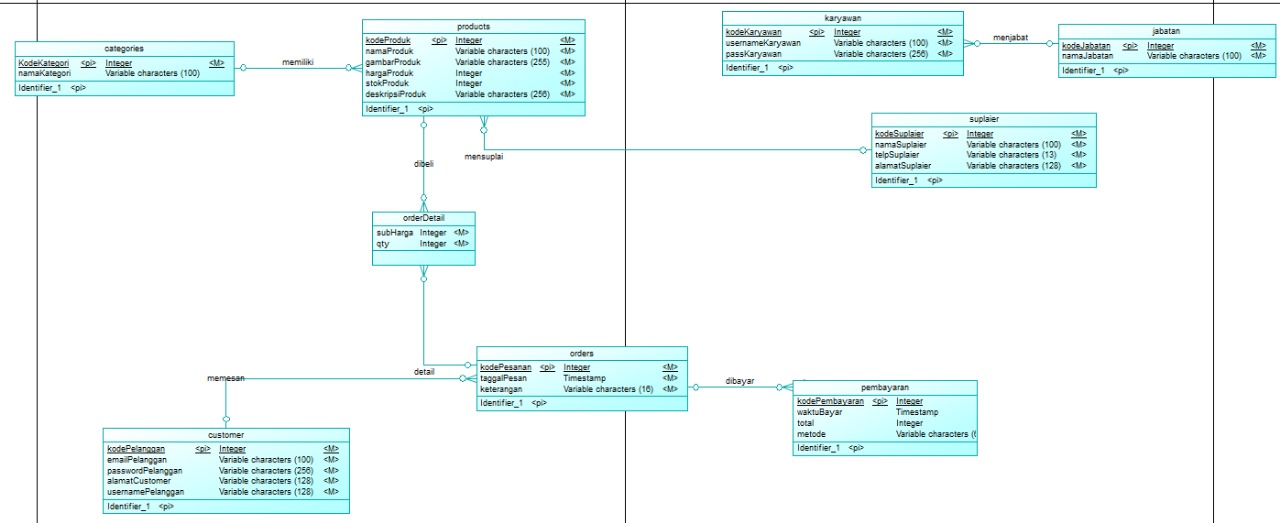 categories
KodeKategori <pi> Integer <M>
namaKategori Variable characters (100)
Identifier_1 <pi>
memiliki
products
kodeProduk <pi> Integer <M>
namaProduk Variable characters (100) <M>
gambarProduk Variable characters (255) <M>
hargaProduk Integer <M>
stokProduk Integer <M>
deskripsiProduk Variable characters (256) <M>
Identifier_1 <pi>
karyawan
kodeKaryawan <pi> Integer <M>
usernameKaryawan Variable characters (100) <M>
passKaryawan Variable characters (256) <M>
Identifier_1 <pi>
menjabat
jabatan
kodeJabatan <pi> Integer <M>
namaJabatan Variable characters (100) <M>
Identifier_1 <pi>
suplaier
kodeSuplaier <pi> Integer <M>
namaSuplaier Variable characters (100) <M>
telpSuplaier Variable characters (13) <M>
alamatSuplaier Variable characters (128) <M>
Identifier_1 <pi>
mensuplai
dibeli
orderDetail
subHarga Integer <M>
qty Integer <M>
detail
memesan
orders
kodePesanan <pi> Integer <M>
taggalPesan Timestamp <M>
keterangan Variable characters (16) <M>
Identifier_1 <pi>
dibayar
pembayaran
kodePembayaran <pi> Integer
waktuBayar Timestamp
total Integer
metode Variable characters (
Identifier_1 <pi>
customer
kodePelanggan <pi> Integer <M>
emailPelanggan Variable characters (100) <M>
passwordPelanggan Variable characters (256) <M>
alamatCustomer Variable characters (128) <M>
usernamePelanggan Variable characters (128) <M>
Identifier_1 <pi>